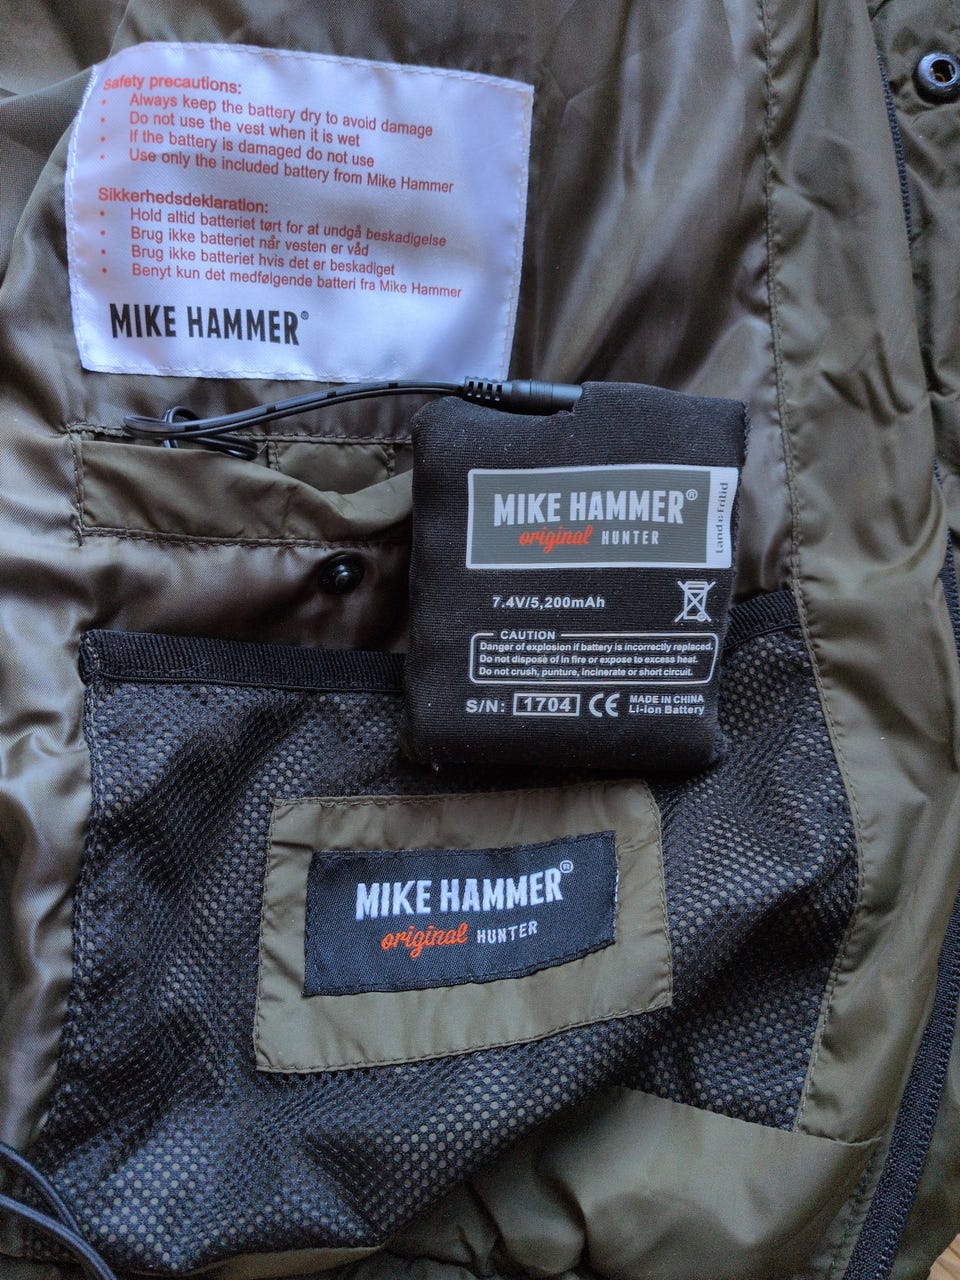 Safety precautions:
• Always keep the battery dry to avoid damage
• Do not use the vest when it is wet
• If the battery is damaged do not use
• Use only the included battery from Mike Hammer
Sikkerhedsdeklaration:
• Hold altid batteriet tørt for at undgå beskadigelse
• Brug ikke batteriet når vesten er våd
• Brug ikke batteriet hvis det er beskadiget
• Benyt kun det medfølgende batteri fra Mike Hammer
MIKE HAMMER®
MIKE HAMMER®
original HUNTER
Land & Fritid
7.4V/5,200mAh
CAUTION
Danger of explosion if battery is incorrectly replaced.
Do not dispose of in fire or expose to excess heat.
Do not crush, punture, incinerate or short circuit.
S/N: 1704 CE MADE IN CHINA
Li-ion Battery
MIKE HAMMER®
original HUNTER